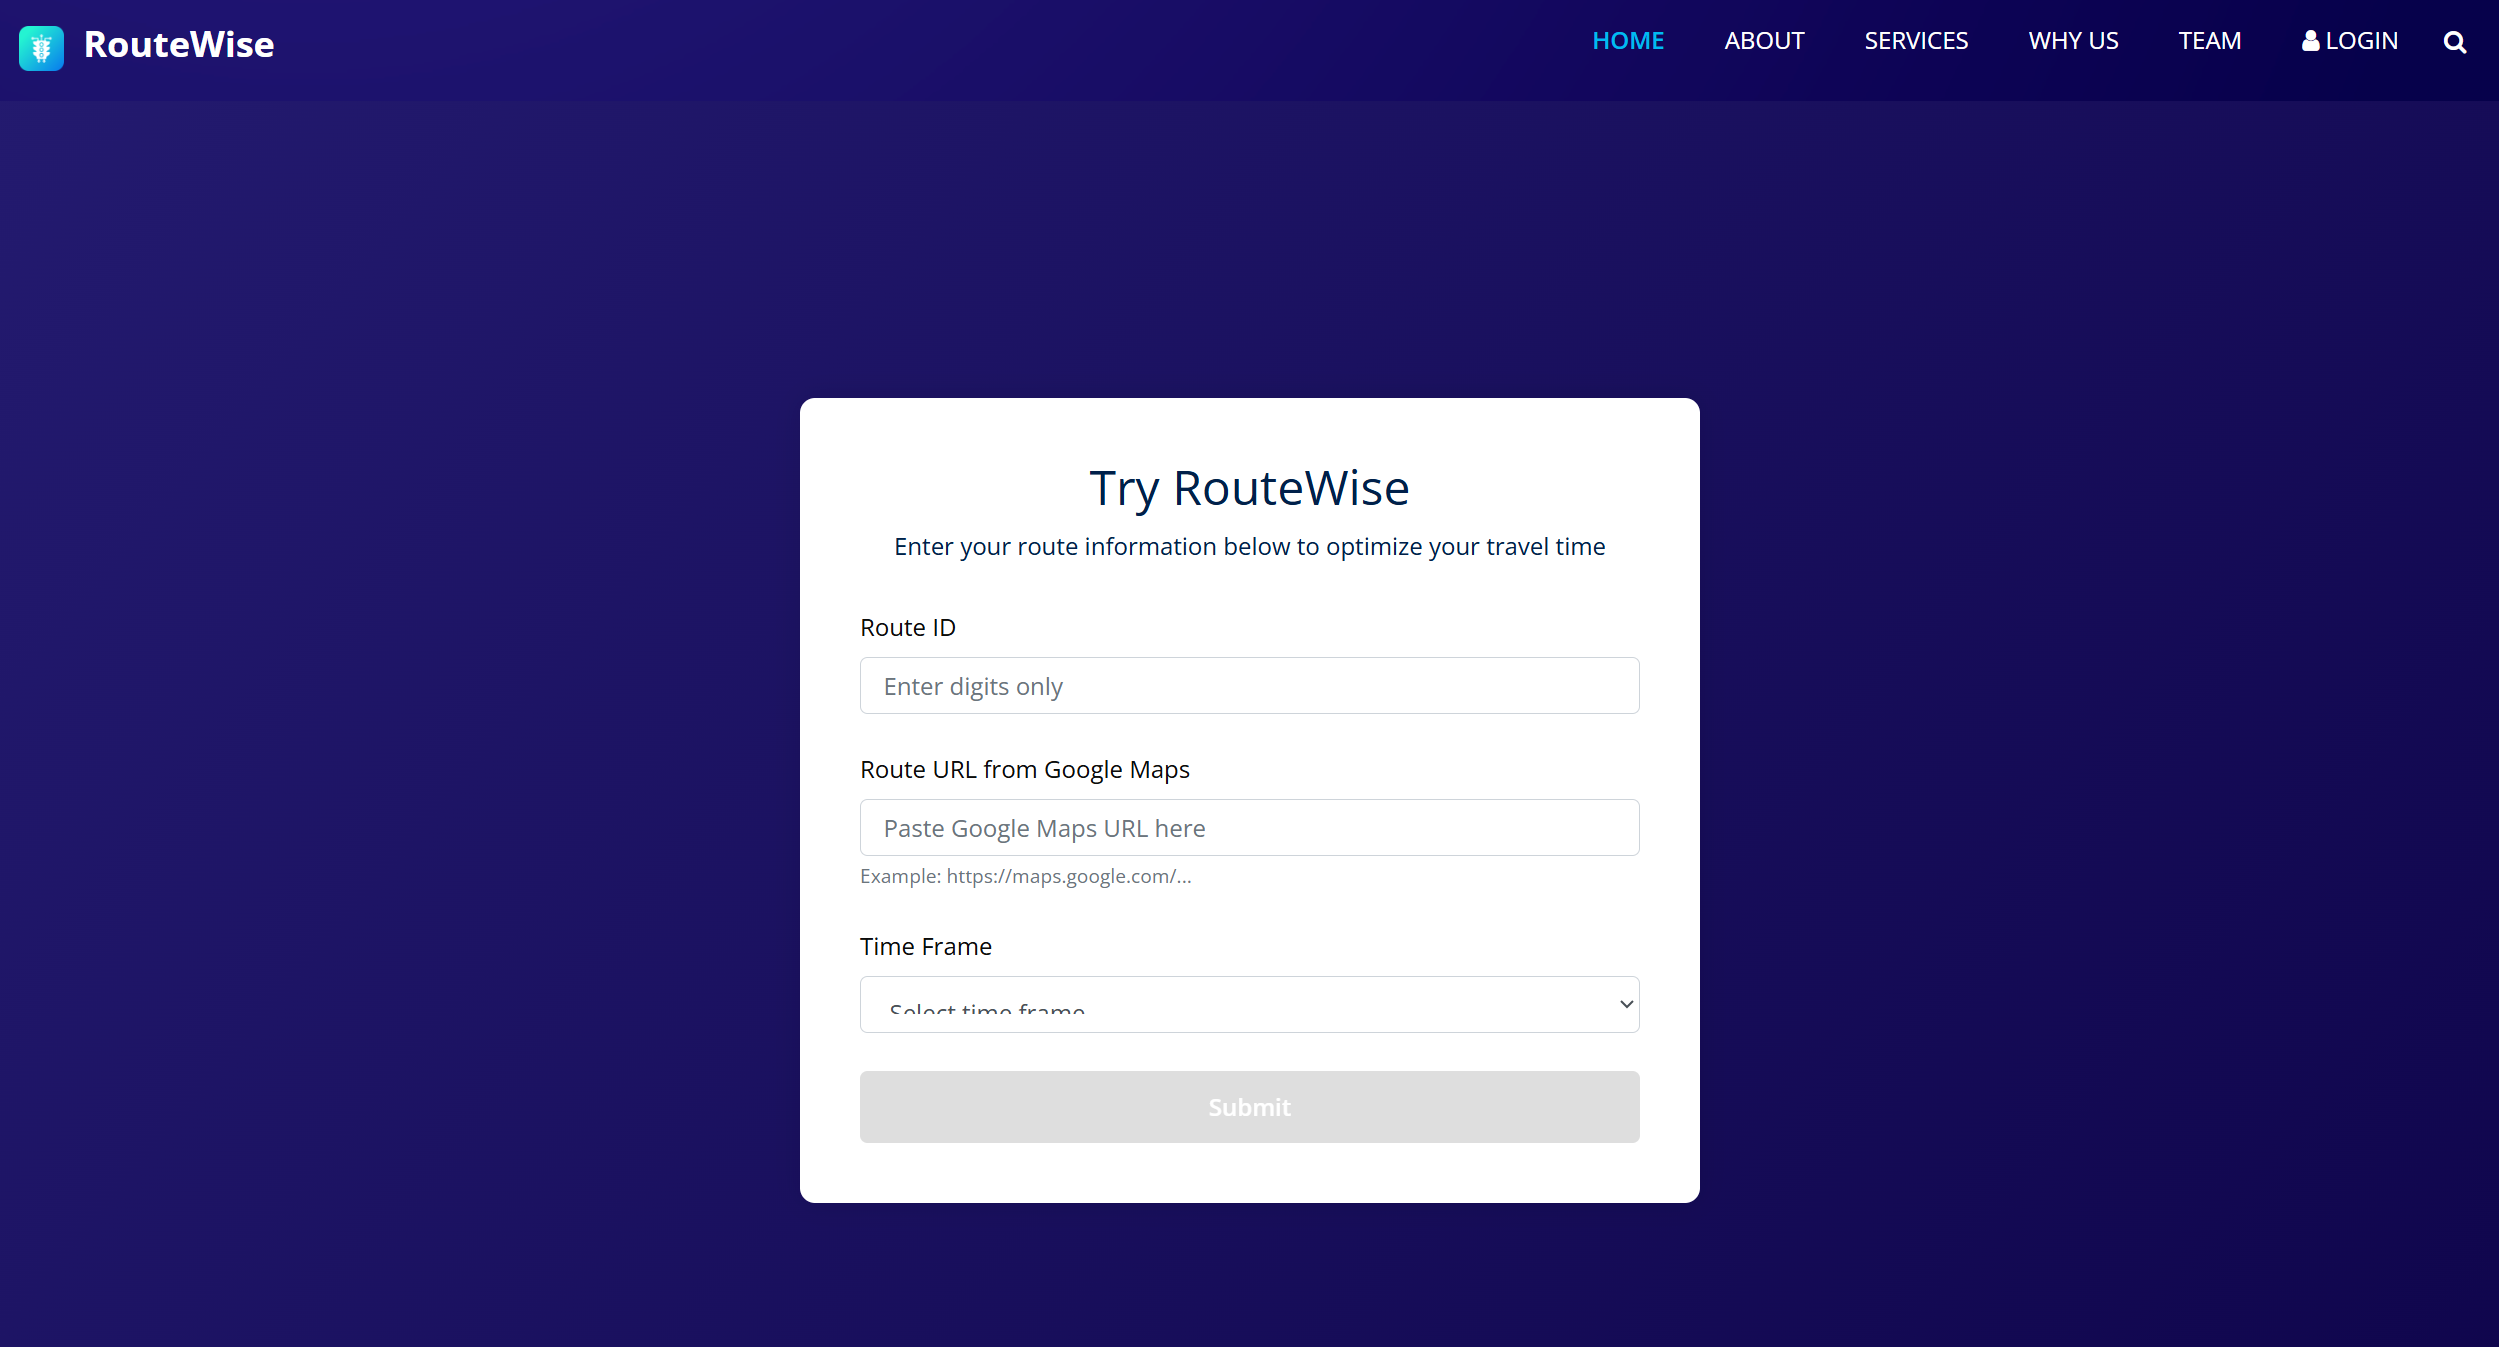 RouteWise
HOME ABOUT SERVICES WHY US TEAM LOGIN
Try RouteWise
Enter your route information below to optimize your travel time
Route ID
Enter digits only
Route URL from Google Maps
Paste Google Maps URL here
Example: https://maps.google.com/...
Time Frame
Select time frame
Submit